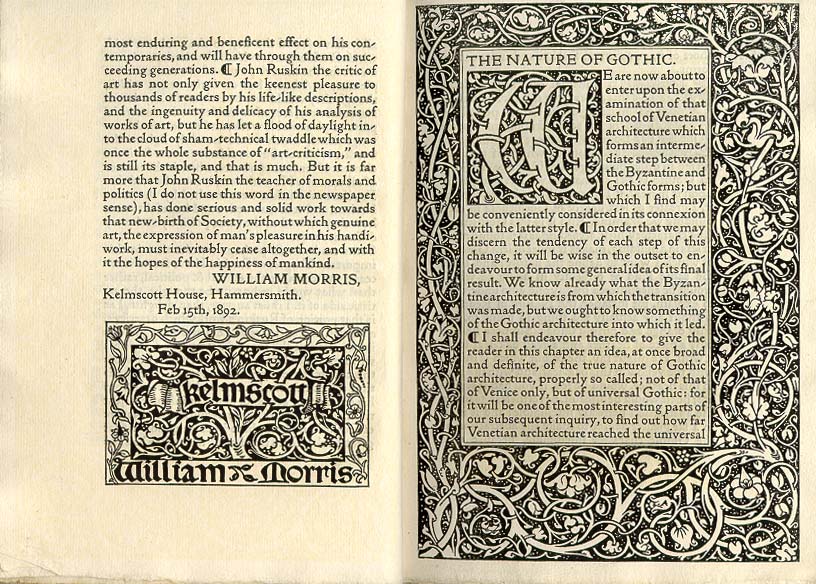 most enduring and beneficent effect on his con-
temporaries, and will have through them on suc-
ceeding generations. ¶ John Ruskin the critic of
art has not only given the keenest pleasure to
thousands of readers by his life-like descriptions,
and the ingenuity and delicacy of his analysis of
works of art, but he has let a flood of daylight in-
to the cloud of sham-technical twaddle which was
once the whole substance of "art-criticism," and
is still its staple, and that is much. But it is far
more that John Ruskin the teacher of morals and
politics (I do not use this word in the newspaper
sense), has done serious and solid work towards
that new-birth of Society, without which genuine
art, the expression of man's pleasure in his handi-
work, must inevitably cease altogether, and with
it the hopes of the happiness of mankind.
WILLIAM MORRIS,
Kelmscott House, Hammersmith.
Feb 15th, 1892.
Kelmscott
William Morris
THE NATURE OF GOTHIC.
WE are now about to
enter upon the ex-
amination of that
school of Venetian
architecture which
forms an interme-
diate step between
the Byzantine and
Gothic forms; but
which I find may
be conveniently considered in its connexion
with the latter style. ¶ In order that we may
discern the tendency of each step of this
change, it will be wise in the outset to en-
deavour to form some general idea of its final
result. We know already what the Byzan-
tine architecture is from which the transition
was made, but we ought to know something
of the Gothic architecture into which it led.
¶ I shall endeavour therefore to give the
reader in this chapter an idea, at once broad
and definite, of the true nature of Gothic
architecture, properly so called; not of that
of Venice only, but of universal Gothic: for
it will be one of the most interesting parts of
our subsequent inquiry, to find out how far
Venetian architecture reached the universal